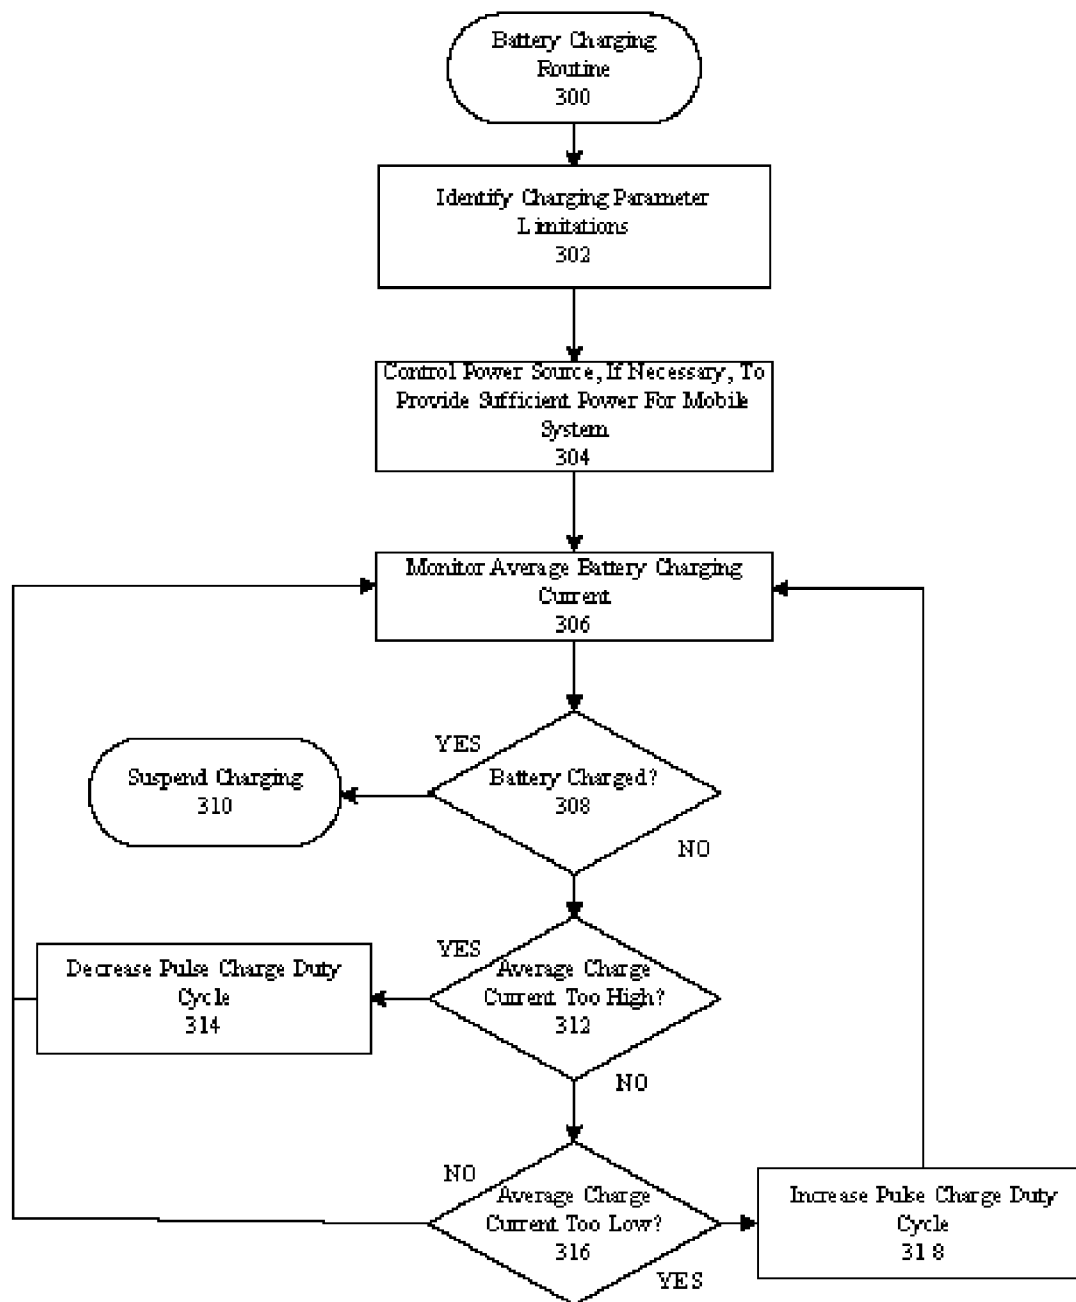 Battery Charging
Routine
300
Identify Charging Parameter
Limitations
302
Control Power Source, If Necessary, To
Provide Sufficient Power For Mobile
System
304
Monitor Average Battery Charging
Current
306
YES
Suspend Charging
310
Battery Charged?
308
NO
YES
Decrease Pulse Charge Duty
Cycle
314
Average Charge
Current Too High?
312
NO
NO
Average Charge
Current Too Low?
316
YES
Increase Pulse Charge Duty
Cycle
318